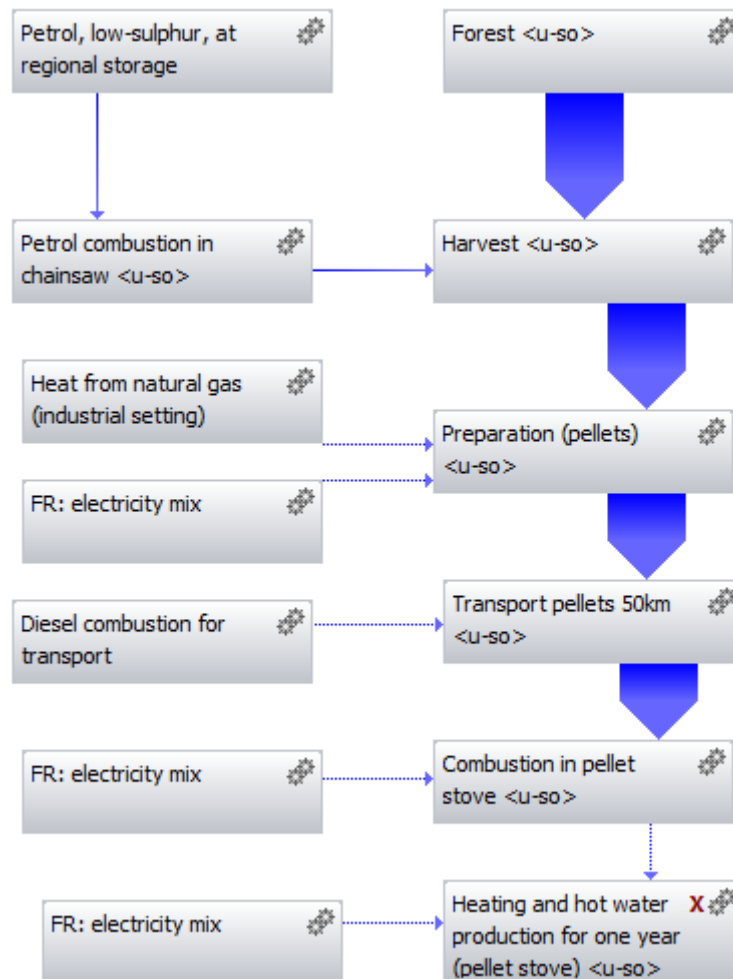 Petrol, low-sulphur, at
regional storage
Forest <u-so>
Petrol combustion in
chainsaw <u-so>
Harvest <u-so>
Heat from natural gas
(industrial setting)
Preparation (pellets)
<u-so>
FR: electricity mix
Diesel combustion for
transport
Transport pellets 50km
<u-so>
FR: electricity mix
Combustion in pellet
stove <u-so>
FR: electricity mix
Heating and hot water X
production for one year
(pellet stove) <u-so>